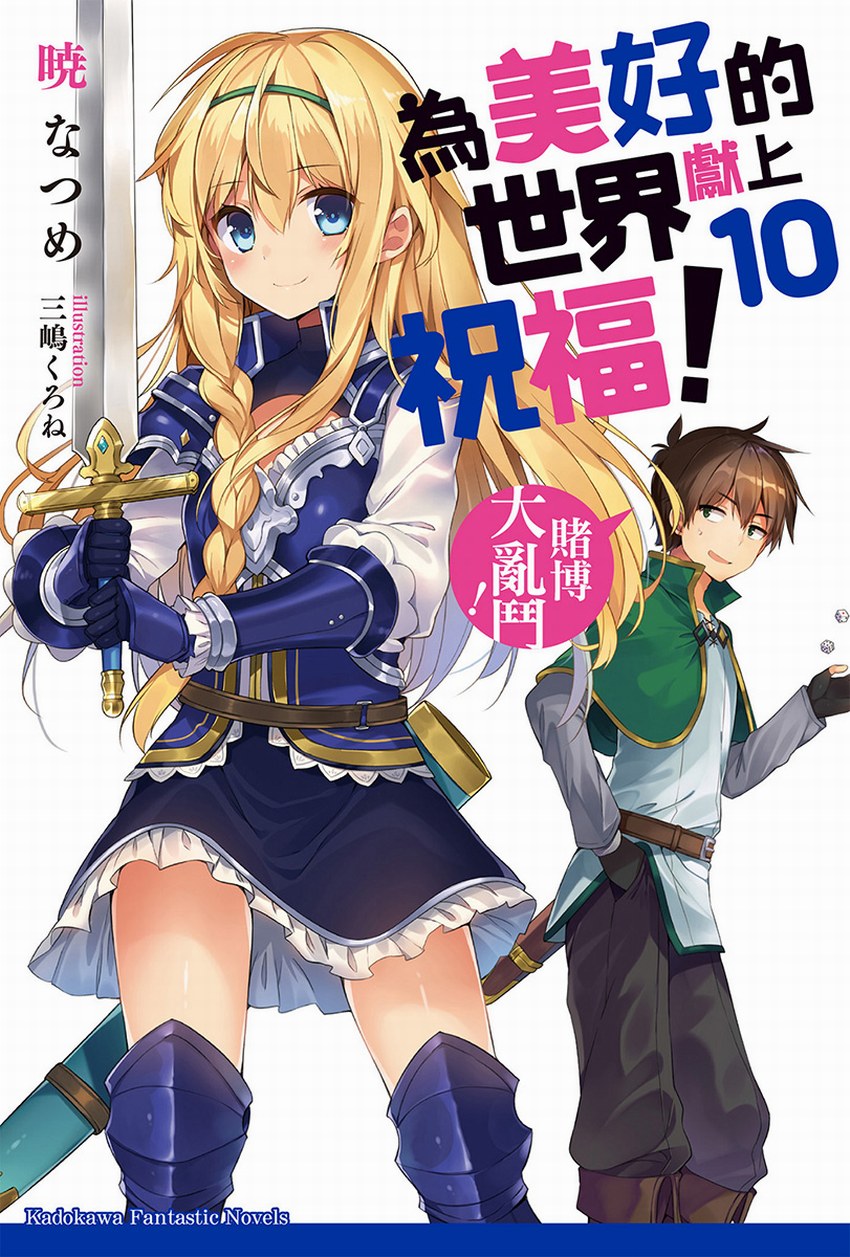 暁なつめ
illustration
三嶋くろね
為美好的
世界獻上
祝福！
10
賭博
大亂鬥！
Kadokawa Fantastic Novels